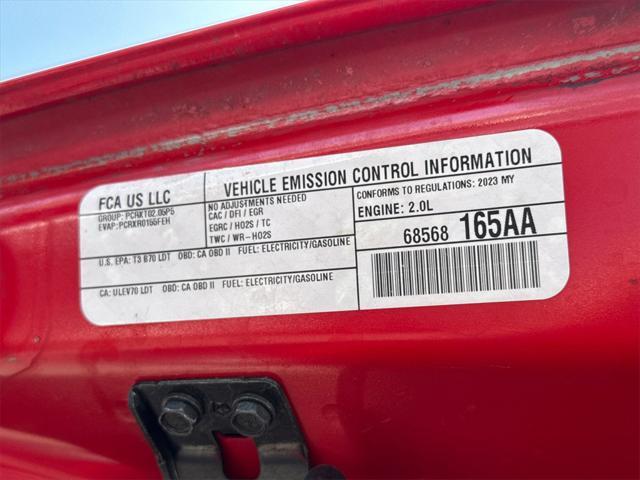 FCA US LLC
GROUP: PCRXT02.05P5
EVAP: PCRXR0155FEH
VEHICLE EMISSION CONTROL INFORMATION
NO ADJUSTMENTS NEEDED
CAC / DFI / EGR
EGRC / HO2S / TC
TWC / WR-HO2S
CONFORMS TO REGULATIONS: 2023 MY
ENGINE: 2.0L
U.S. EPA: T3 B70 LDT OBD: CA OBD II FUEL: ELECTRICITY/GASOLINE
CA: ULEV70 LDT OBD: CA OBD II FUEL: ELECTRICITY/GASOLINE
68568 165AA